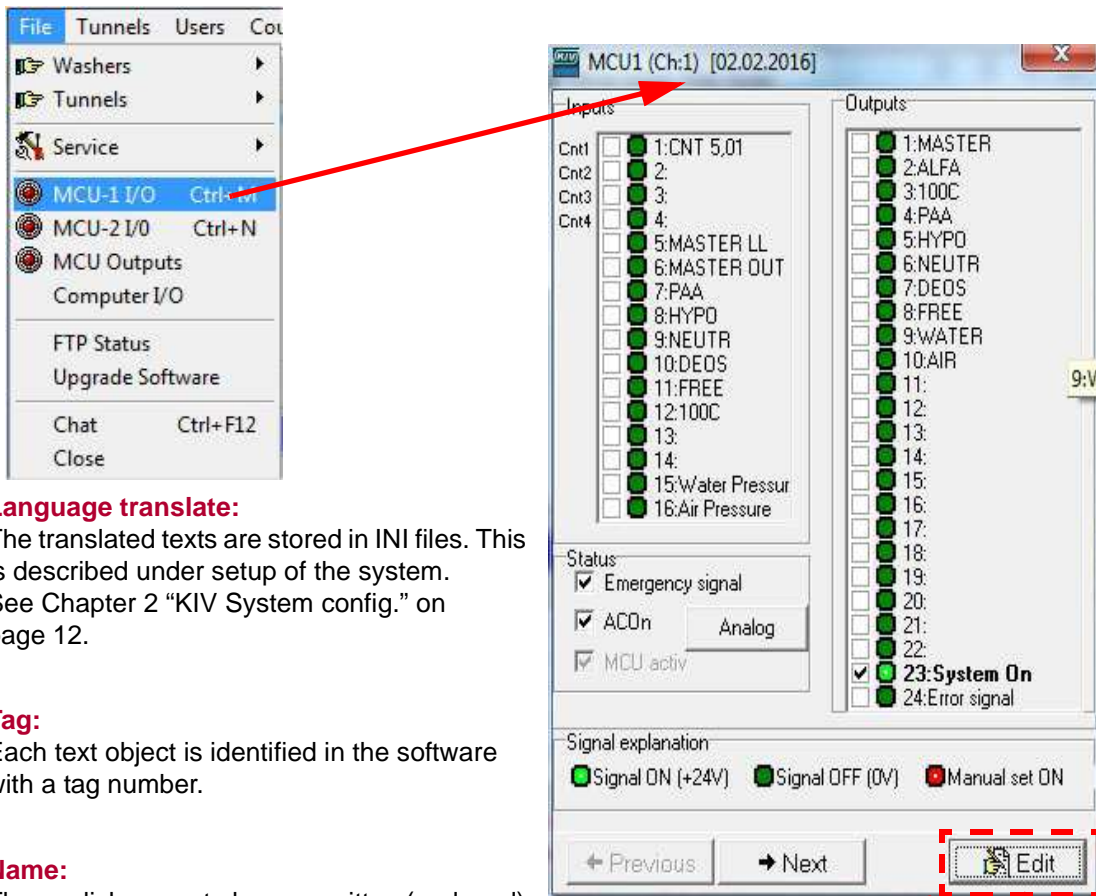 File Tunnels Users
Washers
Tunnels
Service
MCU-1 I/O Ctrl+M
MCU-2 I/0 Ctrl+N
MCU Outputs
Computer I/O
FTP Status
Upgrade Software
Chat Ctrl+F12
Close
Language translate:
The translated texts are stored in INI files. This
is described under setup of the system.
See Chapter 2 “KIV System config.” on
page 12.
Tag:
Each text object is identified in the software
with a tag number.
Name:
MCU1 (Ch:1) [02.02.2016]
Inputs
Cnt1 1:CNT 5,01
Cnt2 2:
Cnt3 3:
Cnt4 4:
5:MASTER LL
6:MASTER OUT
7:PAA
8:HYPO
9:NEUTR
10:DEOS
11:FREE
12:100C
13:
14:
15:Water Pressur
16:Air Pressure
Outputs
1:MASTER
2:ALFA
3:100C
4:PAA
5:HYPO
6:NEUTR
7:DEOS
8:FREE
9:WATER
10:AIR
11:
12:
13:
14:
15:
16:
17:
18:
19:
20:
21:
22:
23:System On
24:Error signal
9:V
Status
Emergency signal
ACOn Analog
MCU activ
Signal explanation
Signal ON (+24V) Signal OFF (0V) Manual set ON
Previous Next Edit